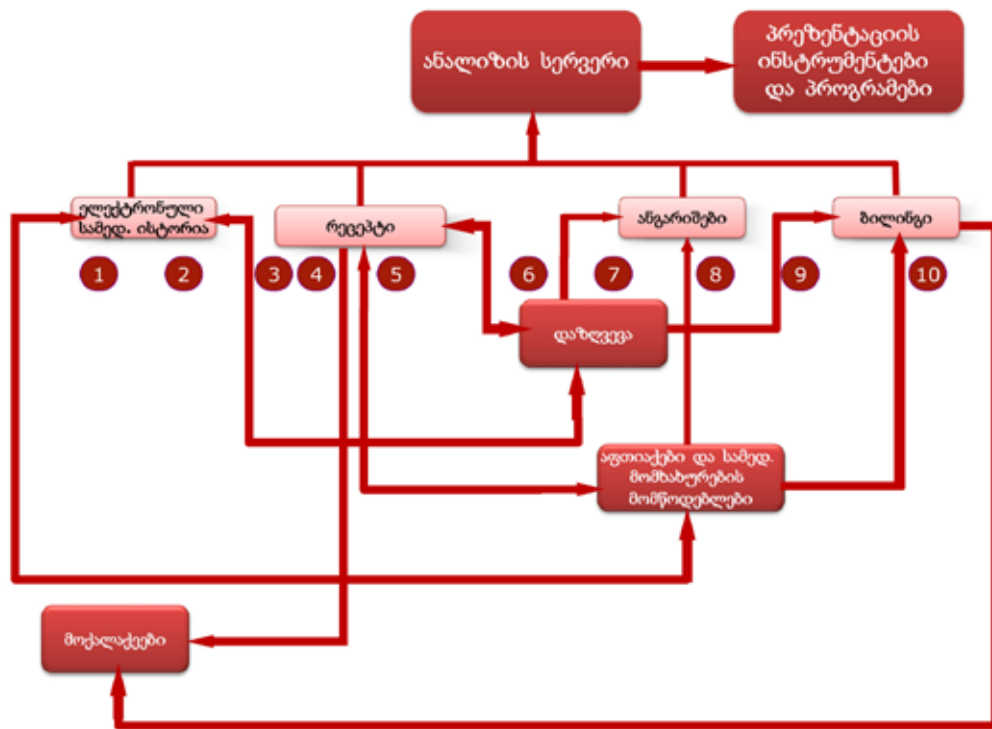 ანალიზის სერვერი
პრეზენტაციის
ინსტრუმენტები
და პროგრამები
ელექტრონული
სამედ. ისტორია
რეცეპტი
ანგარიშები
ბილინგი
1
2
3
4
5
6
7
8
9
10
დაზღვევა
აფთიაქები და სამედ.
მომხახურების
მომწოდებლები
მოქალაქეები